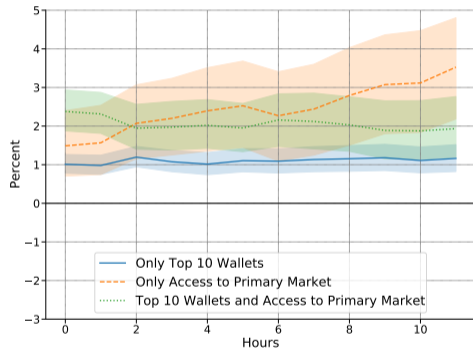 5
4
3
2
1
0
−1
−2
−3
Percent
Only Top 10 Wallets
Only Access to Primary Market
Top 10 Wallets and Access to Primary Market
0 2 4 6 8 10
Hours